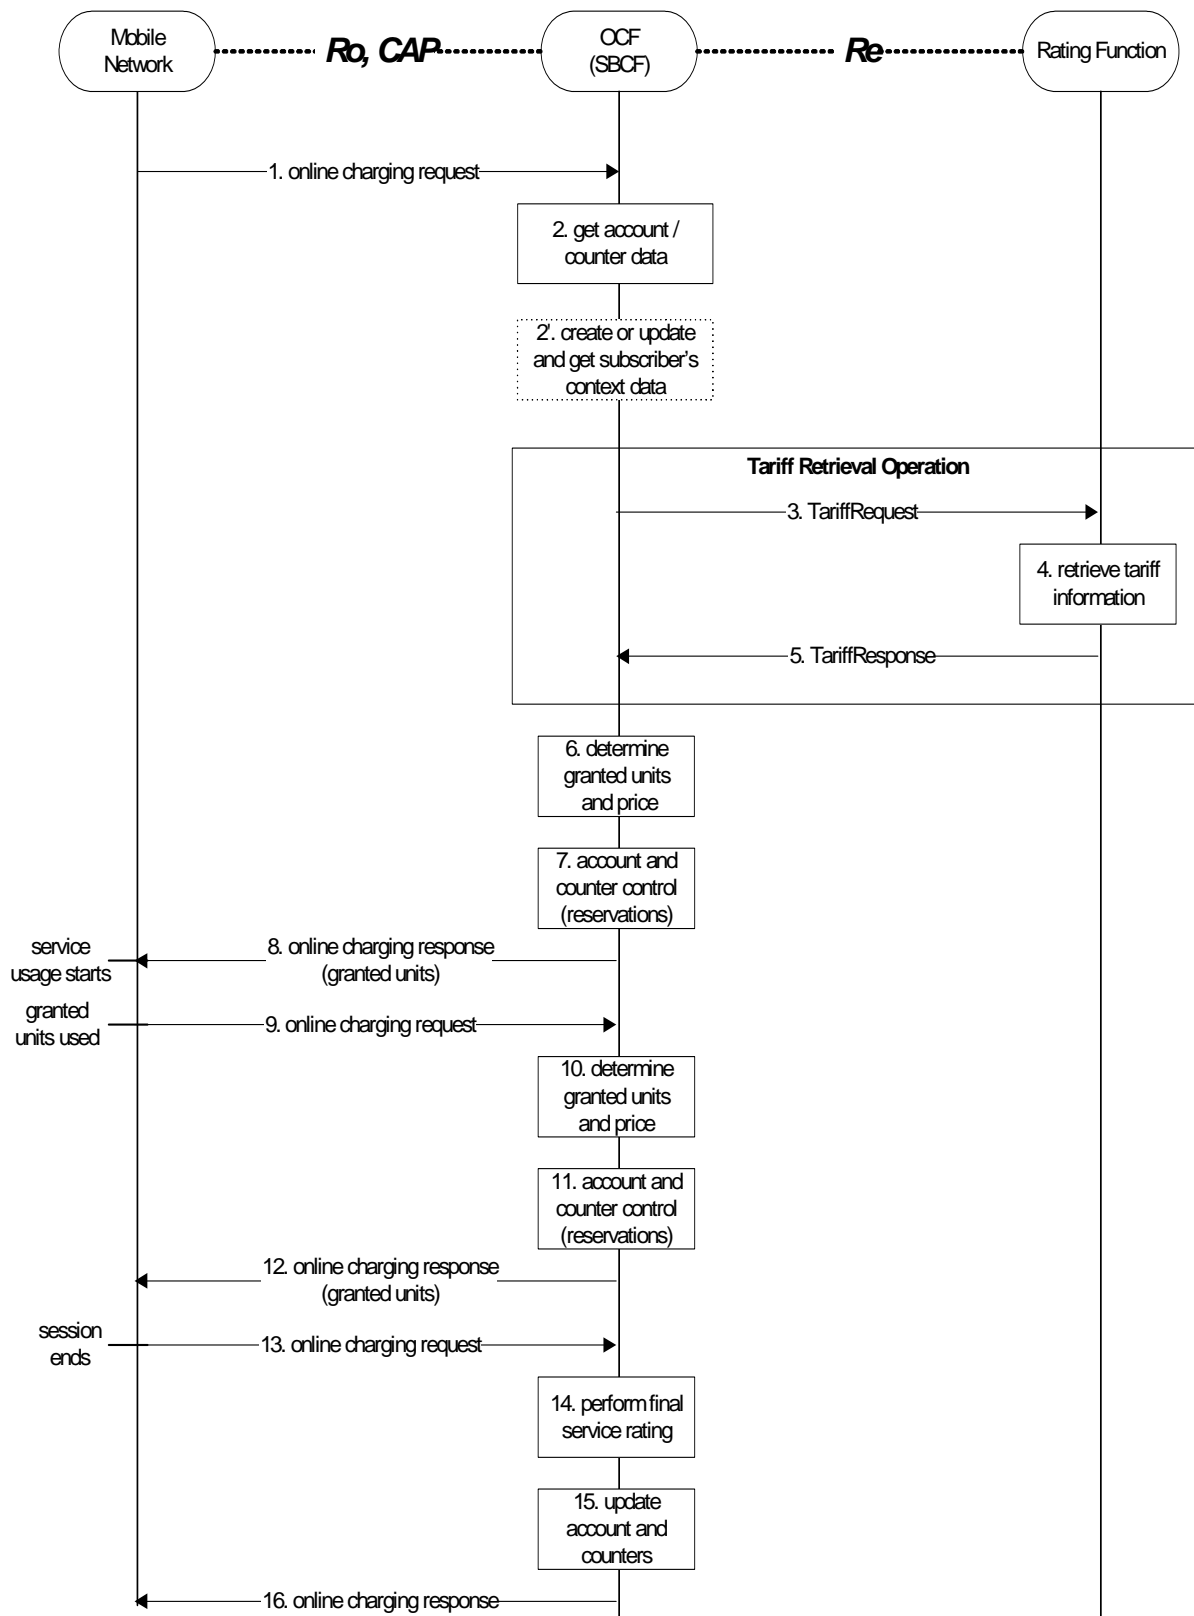 Mobile
Network
Ro, CAP
OCF
(SBCF)
Re
Rating Function
1. online charging request
2. get account /
counter data
2'. create or update
and get subscriber's
context data
Tariff Retrieval Operation
3. TariffRequest
4. retrieve tariff
information
5. TariffResponse
6. determine
granted units
and price
7. account and
counter control
(reservations)
service
usage starts
8. online charging response
(granted units)
granted
units used
9. online charging request
10. determine
granted units
and price
11. account and
counter control
(reservations)
12. online charging response
(granted units)
session
ends
13. online charging request
14. perform final
service rating
15. update
account and
counters
16. online charging response